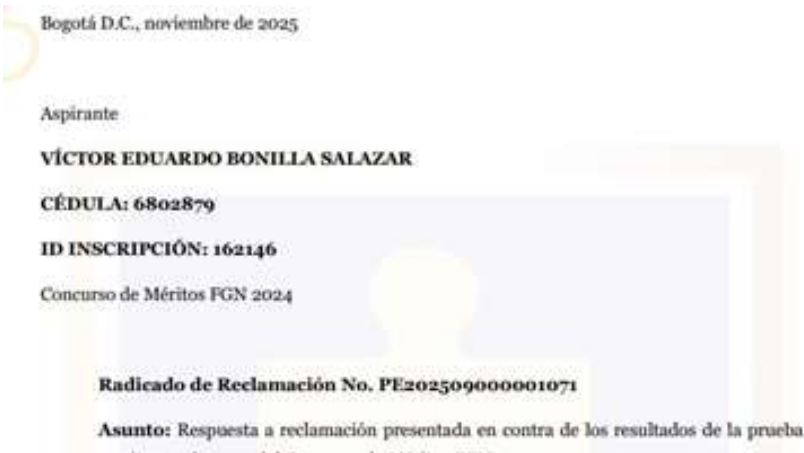 Bogotá D.C., noviembre de 2025
Aspirante
VÍCTOR EDUARDO BONILLA SALAZAR
CÉDULA: 6802879
ID INSCRIPCIÓN: 162146
Concurso de Méritos FGN 2024
Radicado de Reclamación No. PE202509000001071
Asunto: Respuesta a reclamación presentada en contra de los resultados de la prueba